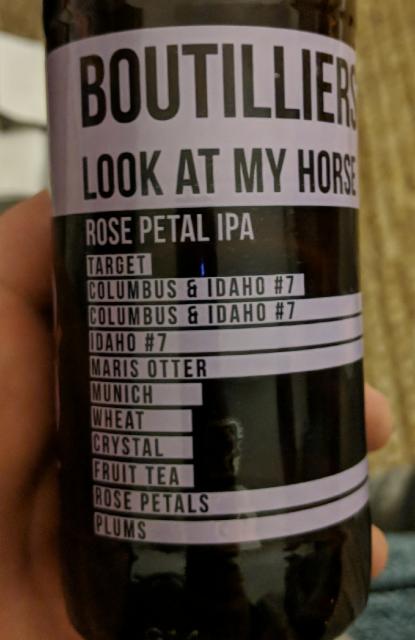 BOUTILLIERS
LOOK AT MY HORSE
ROSE PETAL IPA
TARGET
COLUMBUS & IDAHO #7
COLUMBUS & IDAHO #7
IDAHO #7
MARIS OTTER
MUNICH
WHEAT
CRYSTAL
FRUIT TEA
ROSE PETALS
PLUMS